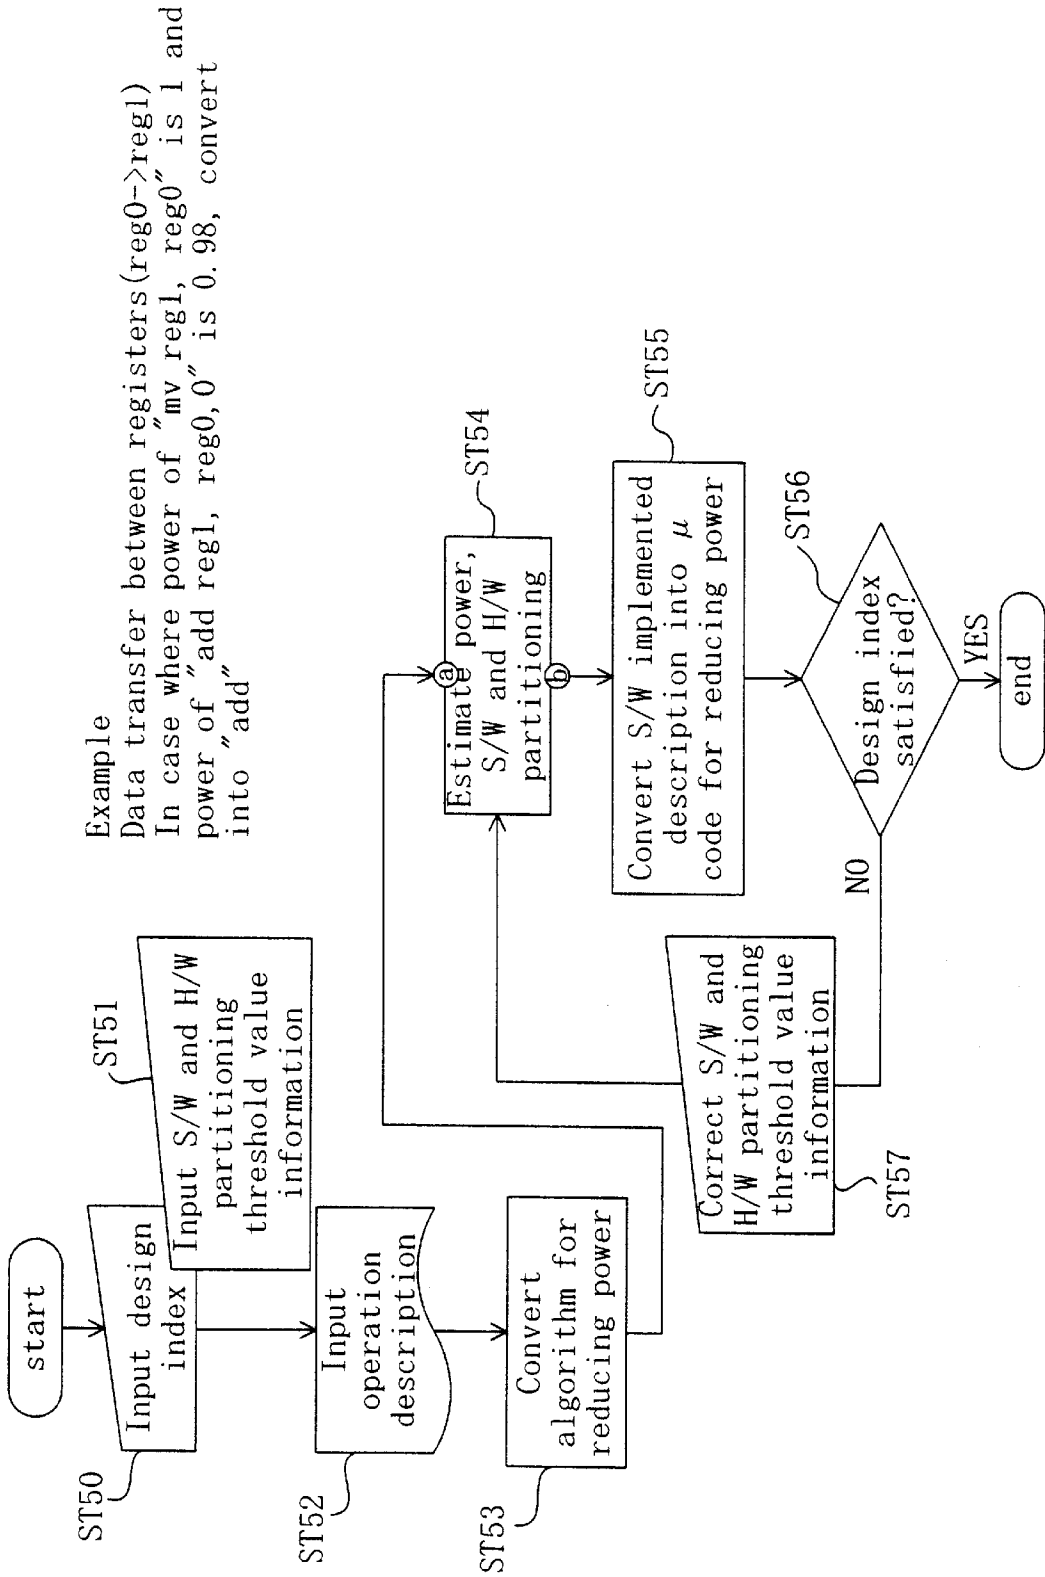 start
ST50
Input design
index
ST51
Input S/W and H/W
partitioning
threshold value
information
ST52
Input
operation
description
ST53
Convert
algorithm for
reducing power
Example
Data transfer between registers(reg0->reg1)
In case where power of "mv reg1, reg0" is 1 and
power of "add reg1, reg0,0" is 0.98, convert
into "add"
a
Estimate power,
S/W and H/W
partitioning
b
ST54
Convert S/W implemented
description into μ
code for reducing power
ST55
ST56
Design index
satisfied?
NO
YES
end
Correct S/W and
H/W partitioning
threshold value
information
ST57